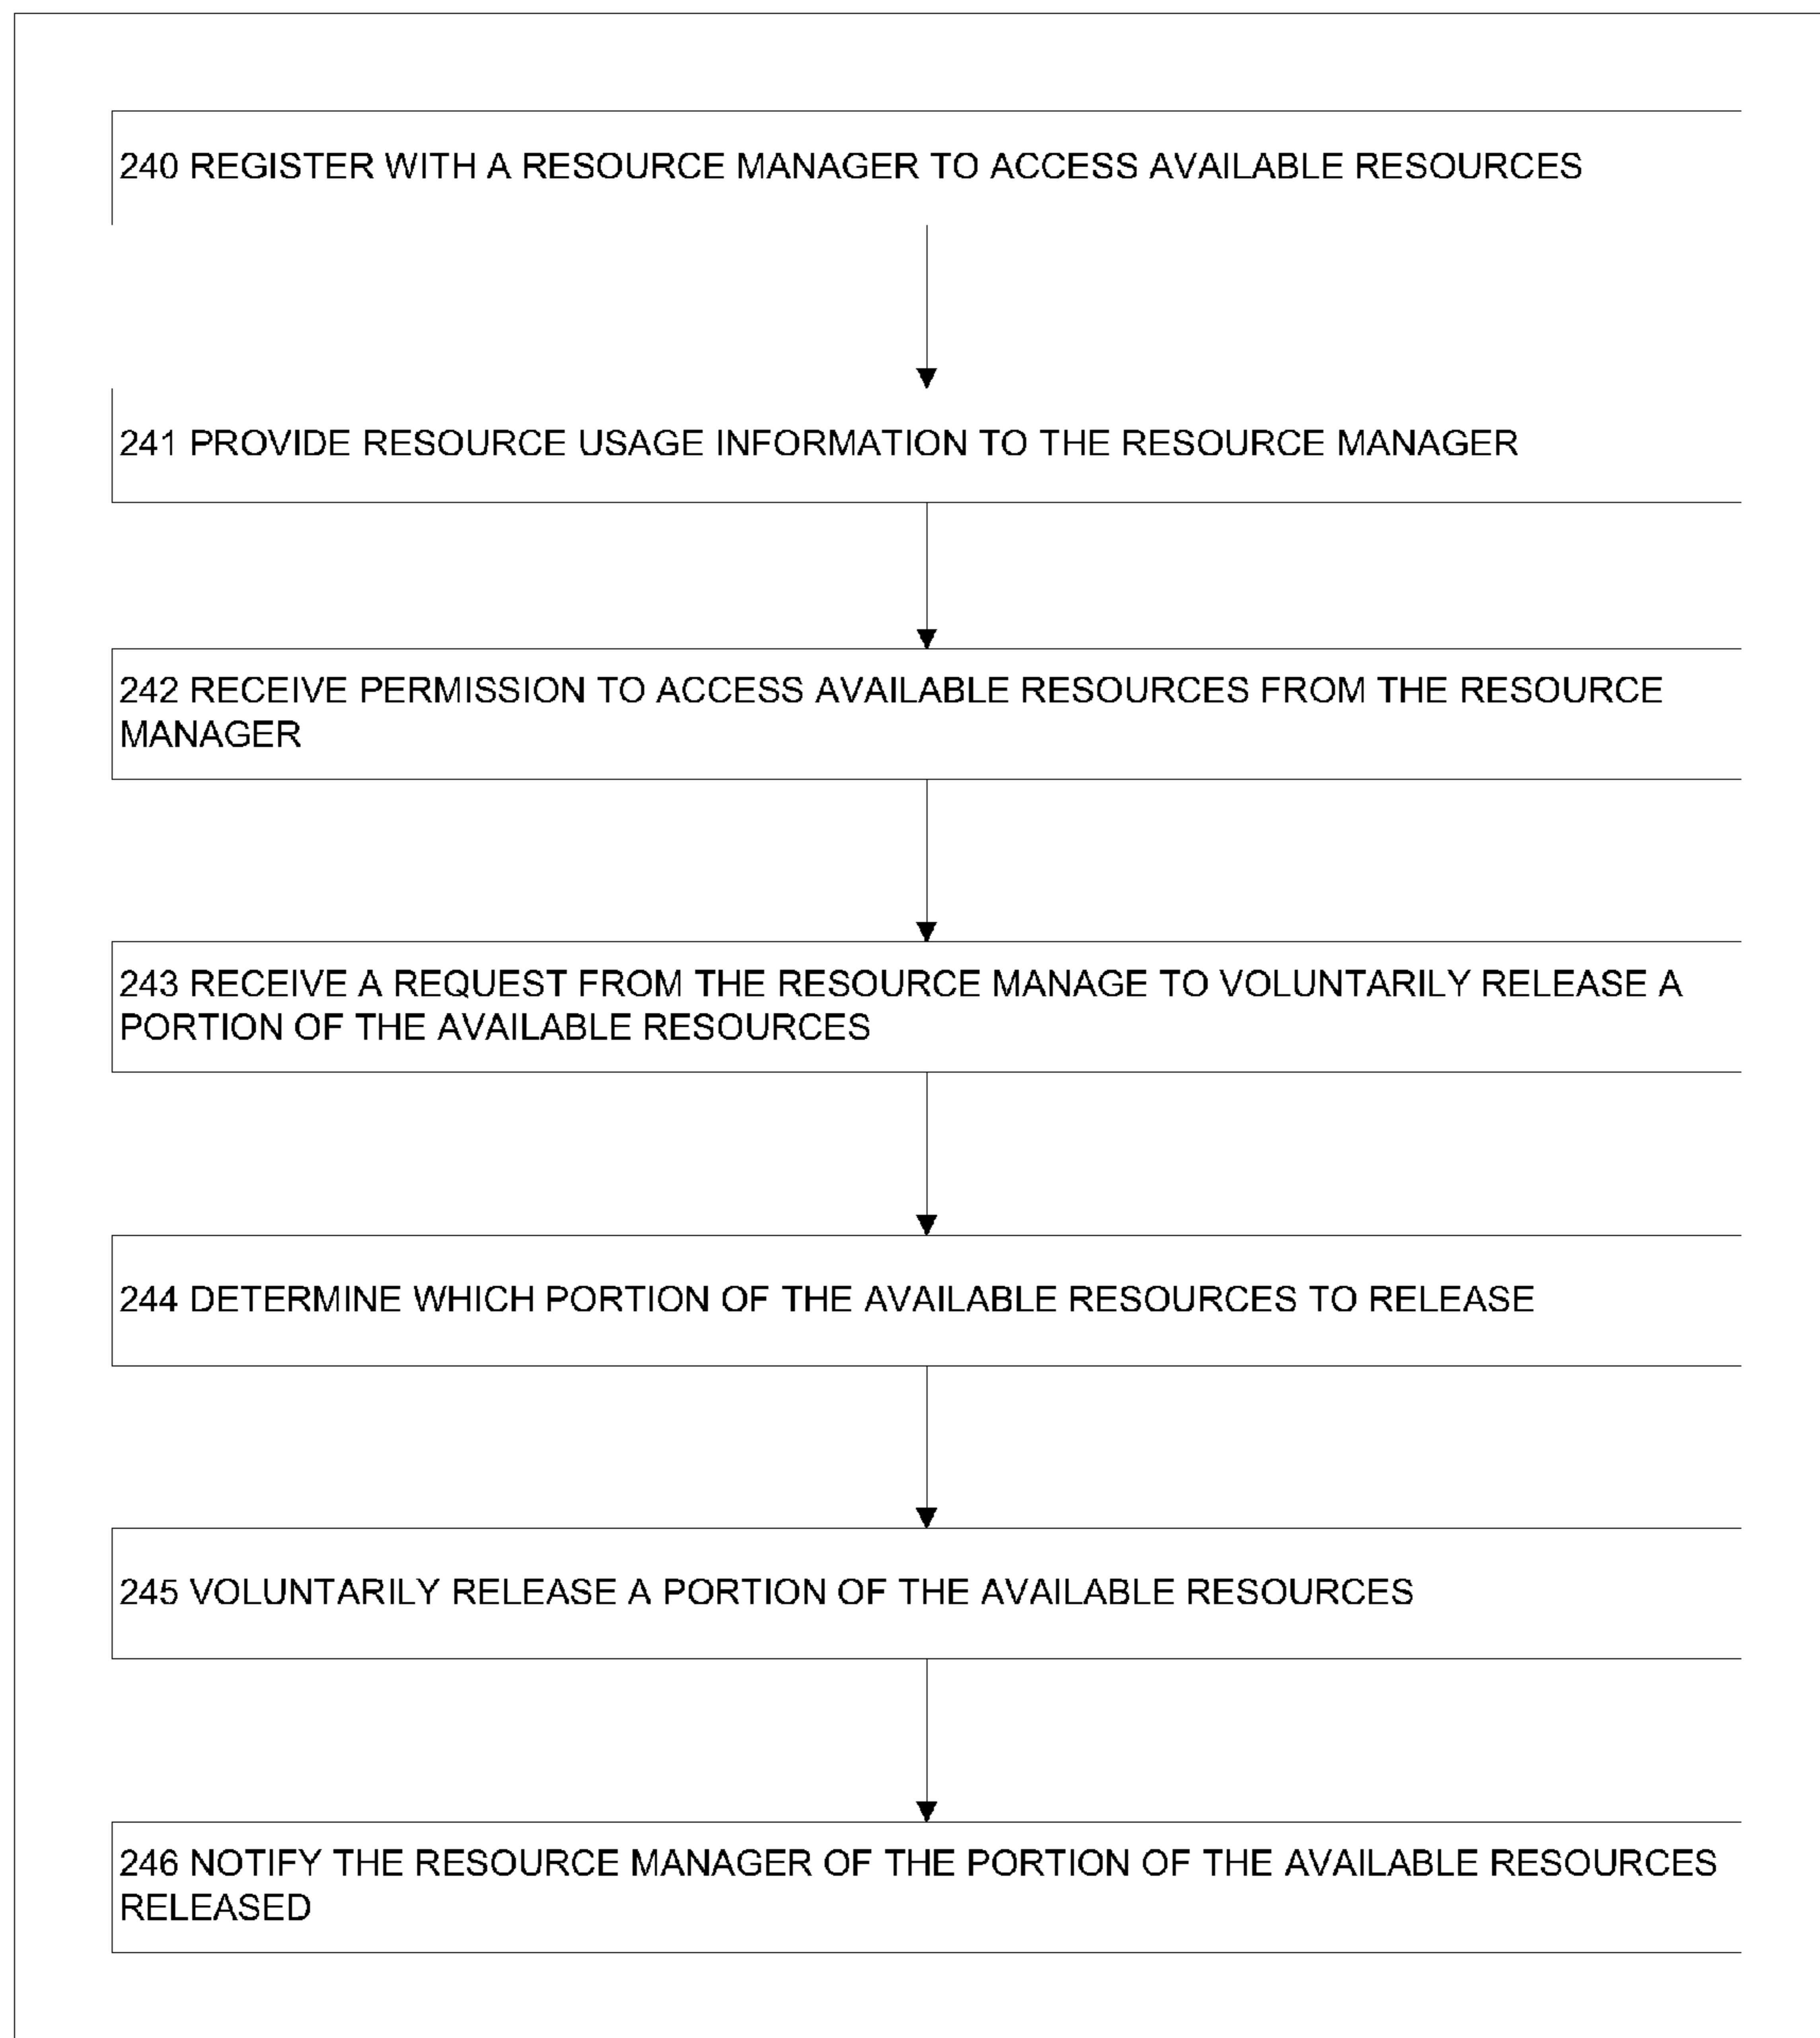 240 REGISTER WITH A RESOURCE MANAGER TO ACCESS AVAILABLE RESOURCES
241 PROVIDE RESOURCE USAGE INFORMATION TO THE RESOURCE MANAGER
242 RECEIVE PERMISSION TO ACCESS AVAILABLE RESOURCES FROM THE RESOURCE
MANAGER
243 RECEIVE A REQUEST FROM THE RESOURCE MANAGE TO VOLUNTARILY RELEASE A
PORTION OF THE AVAILABLE RESOURCES
244 DETERMINE WHICH PORTION OF THE AVAILABLE RESOURCES TO RELEASE
245 VOLUNTARILY RELEASE A PORTION OF THE AVAILABLE RESOURCES
246 NOTIFY THE RESOURCE MANAGER OF THE PORTION OF THE AVAILABLE RESOURCES
RELEASED